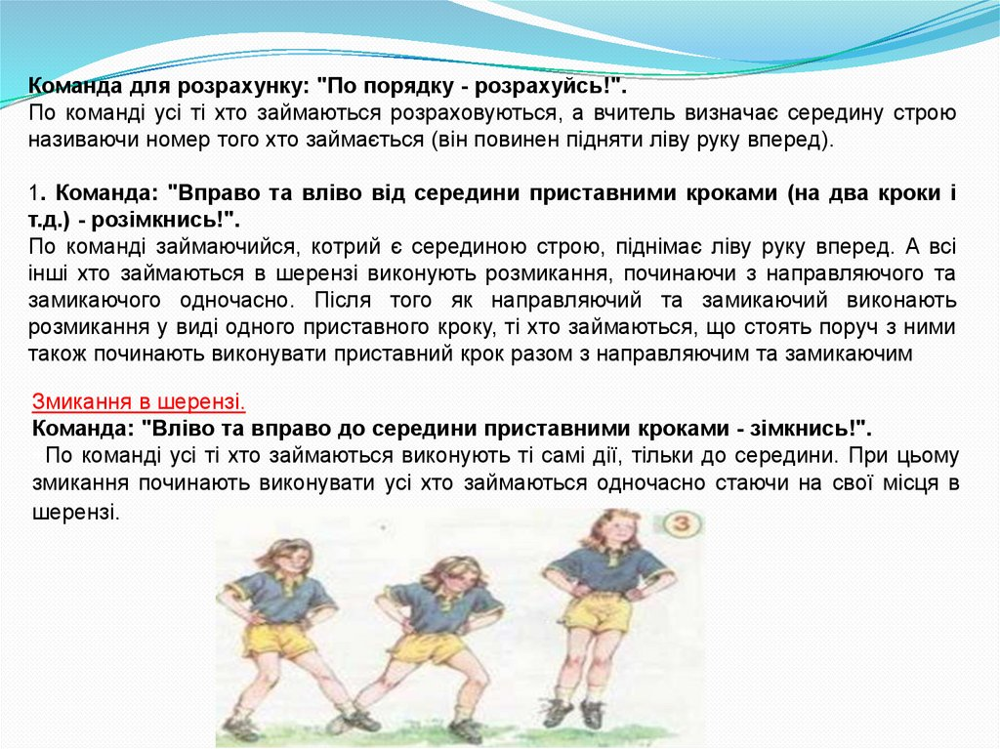 Команда для розрахунку: "По порядку - розрахуйсь!".
По команді усі ті хто займаються розраховуються, а вчитель визначає середину строю
називаючи номер того хто займається (він повинен підняти ліву руку вперед).
1. Команда: "Вправо та вліво від середини приставними кроками (на два кроки і
т.д.) - розімкнись!".
По команді займаючийся, котрий є серединою строю, піднімає ліву руку вперед. А всі
інші хто займаються в шерензі виконують розмикання, починаючи з направляючого та
замикаючого одночасно. Після того як направляючий та замикаючий виконають
розмикання у виді одного приставного кроку, ті хто займаються, що стоять поруч з ними
також починають виконувати приставний крок разом з направляючим та замикаючим
Змикання в шерензі.
Команда: "Вліво та вправо до середини приставними кроками - зімкнись!".
По команді усі ті хто займаються виконують ті самі дії, тільки до середини. При цьому
змикання починають виконувати усі хто займаються одночасно стаючи на свої місця в
шерензі.
3